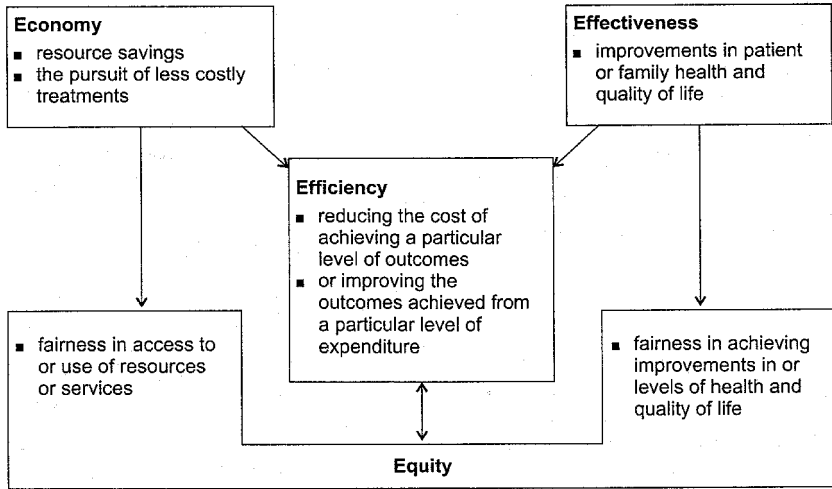 Economy
■ resource savings
■ the pursuit of less costly
treatments
Effectiveness
■ improvements in patient
or family health and
quality of life
Efficiency
■ reducing the cost of
achieving a particular
level of outcomes
■ or improving the
outcomes achieved from
a particular level of
expenditure
■ fairness in access to
or use of resources
or services
■ fairness in achieving
improvements in or
levels of health and
quality of life
Equity